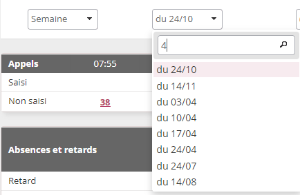 Semaine
du 24/10
4
Appels 07:55
du 24/10
Saisi
du 14/11
Non saisi 38
du 03/04
du 10/04
du 17/04
Absences et retards
du 24/04
du 24/07
Retard
du 14/08